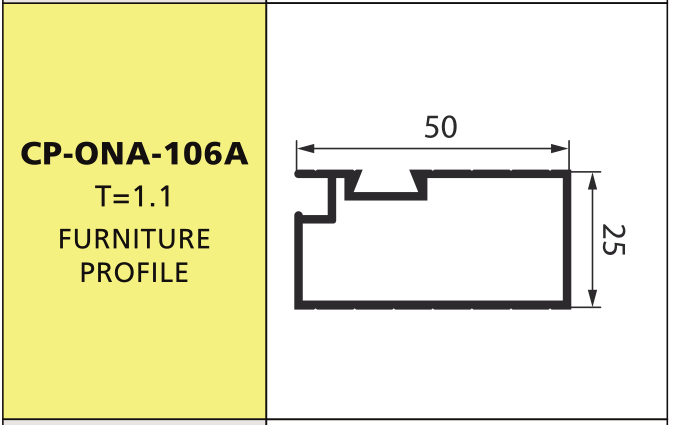 CP-ONA-106A
T=1.1
FURNITURE
PROFILE
50
25